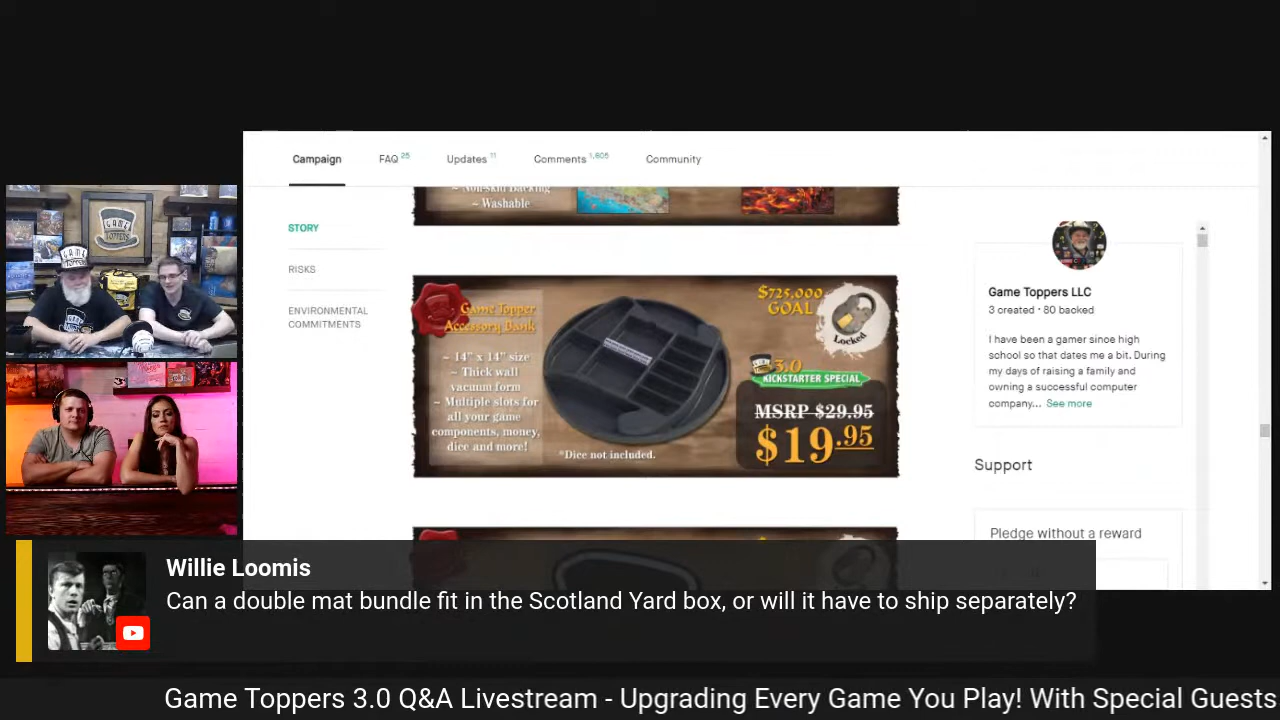 Campaign
FAQ 25
Updates 11
Comments 1,605
Community
~ Non-skid Backing
~ Washable
STORY
RISKS
ENVIRONMENTAL
COMMITMENTS
GAME
TOPPERS
Game Topper
Accessory Bank
~ 14" x 14" size
~ Thick wall
vacuum form
~ Multiple slots for
all your game
components, money,
dice and more!
*Dice not included.
$725,000
GOAL
Locked
3.0
KICKSTARTER SPECIAL
MSRP $29.95
$19.95
Game Toppers LLC
3 created · 80 backed
I have been a gamer since high
school so that dates me a bit. During
my days of raising a family and
owning a successful computer
company... See more
Support
Pledge without a reward
Willie Loomis
Can a double mat bundle fit in the Scotland Yard box, or will it have to ship separately?
Game Toppers 3.0 Q&A Livestream - Upgrading Every Game You Play! With Special Guests